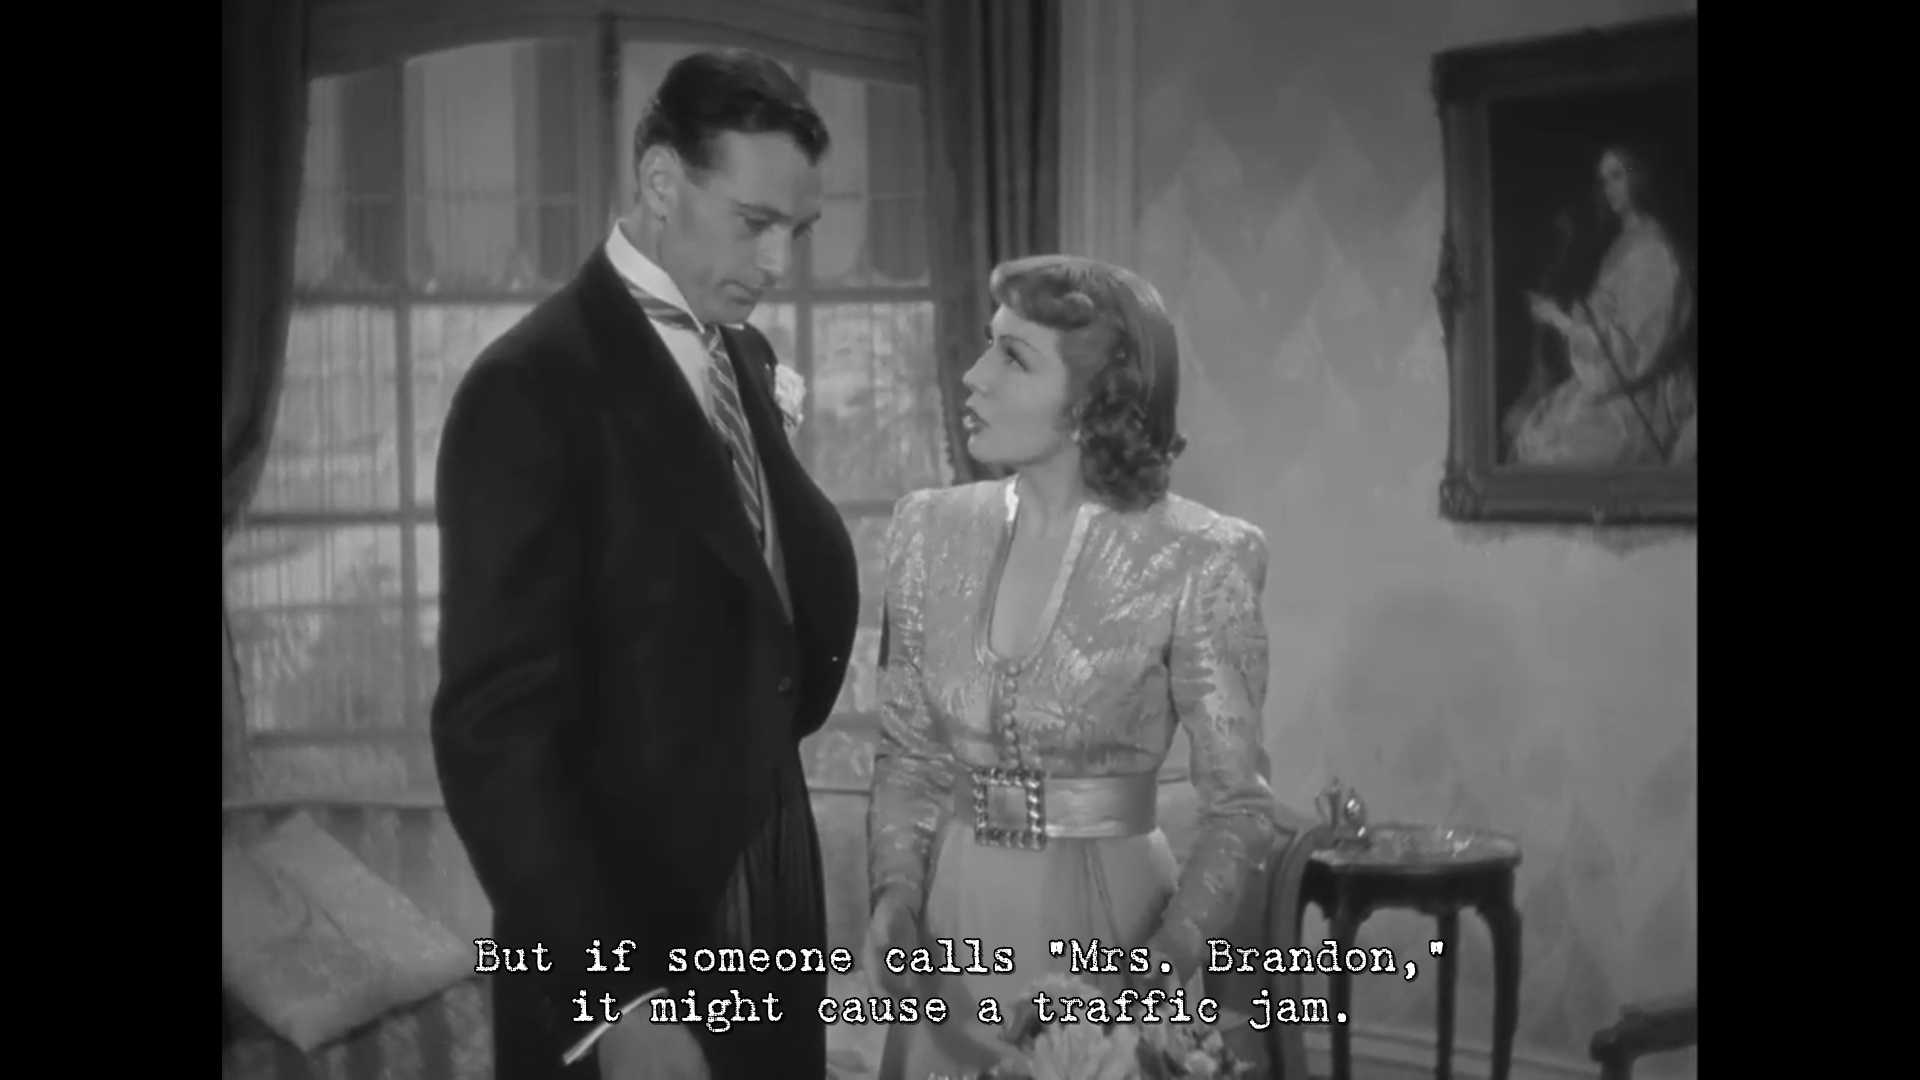 But if someone calls "Mrs. Brandon,"
it might cause a traffic jam.